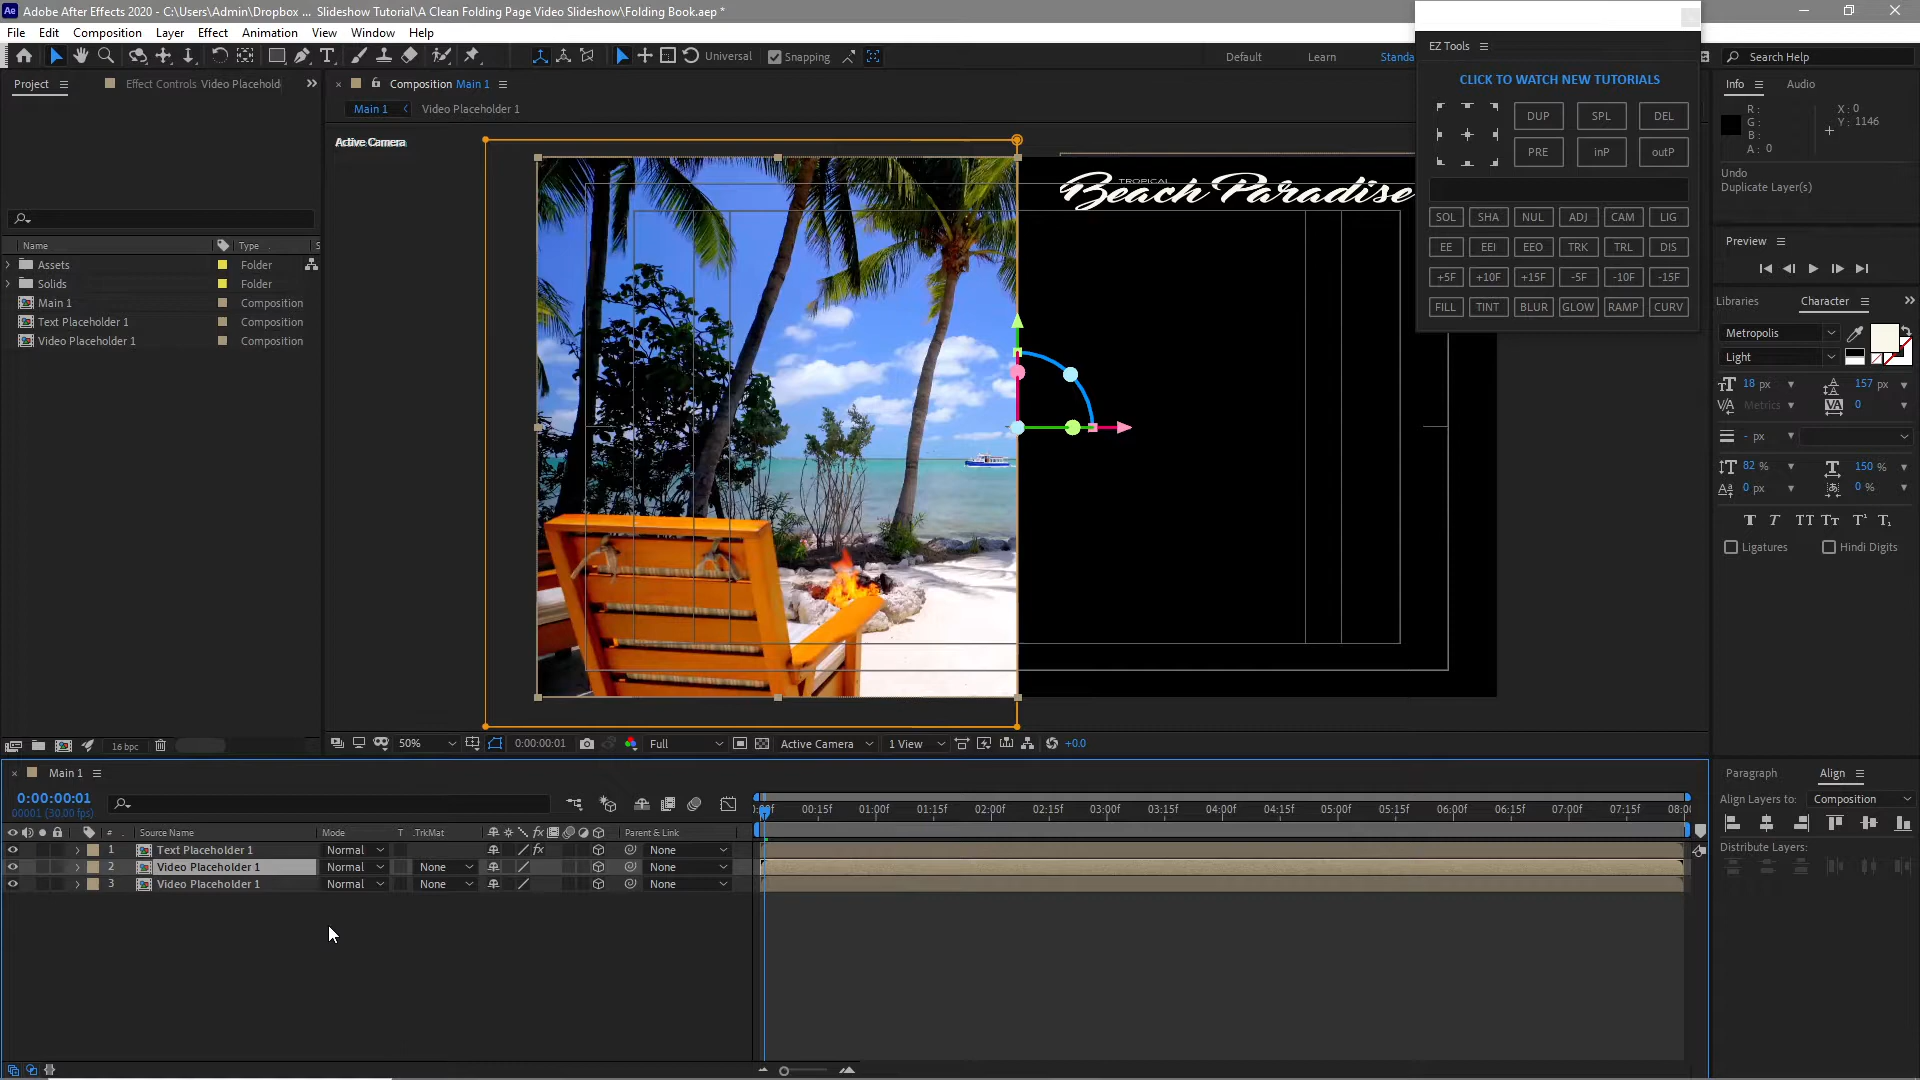 Ae Adobe After Effects 2020 - C:\Users\Admin\Dropbox ... Slideshow Tutorial\A Clean Folding Page Video Slideshow\Folding Book.aep *
File Edit Composition Layer Effect Animation View Window Help
Universal Snapping Default Learn Standa Search Help
Project Effect Controls Video Placehold
Composition Main 1
Main 1 Video Placeholder 1
Active Camera
TROPICAL
Beach Paradise
EZ Tools
CLICK TO WATCH NEW TUTORIALS
DUP SPL DEL
PRE inP outP
SOL SHA NUL ADJ CAM LIG
EE EEI EEO TRK TRL DIS
+5F +10F +15F -5F -10F -15F
FILL TINT BLUR GLOW RAMP CURV
Info Audio
R :
G :
B :
A : 0
X : 0
Y : 1146
Undo
Duplicate Layer(s)
Preview
Libraries Character
Metropolis
Light
18 px 157 px
Metrics 0
- px
82 % 150 %
0 px 0 %
T T TT Tt T¹ T₁
Ligatures Hindi Digits
Name Type S
Assets Folder
Solids Folder
Main 1 Composition
Text Placeholder 1 Composition
Video Placeholder 1 Composition
16 bpc
50% 0:00:00:01 Full Active Camera 1 View +0.0
Main 1
0:00:00:01
00001 (30.00 fps)
:00f 00:15f 01:00f 01:15f 02:00f 02:15f 03:00f 03:15f 04:00f 04:15f 05:00f 05:15f 06:00f 06:15f 07:00f 07:15f 08:00
# Source Name Mode T .TrkMat fx Parent & Link
1 Text Placeholder 1 Normal fx None
2 Video Placeholder 1 Normal None None
3 Video Placeholder 1 Normal None None
Paragraph Align
Align Layers to: Composition
Distribute Layers: